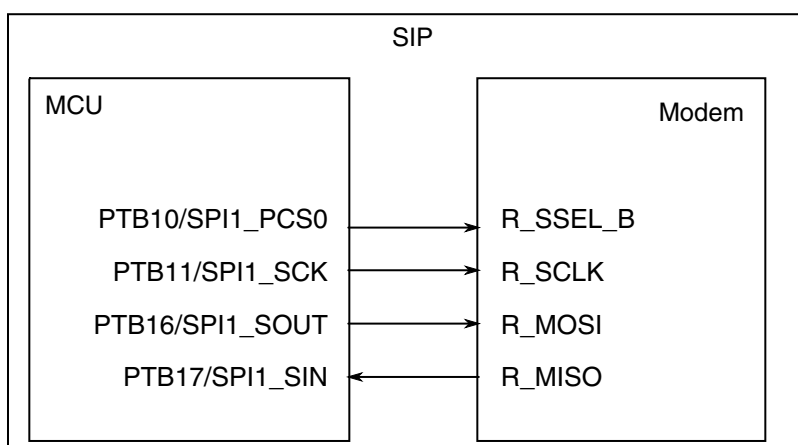 SIP
MCU
Modem
PTB10/SPI1_PCS0
R_SSEL_B
PTB11/SPI1_SCK
R_SCLK
PTB16/SPI1_SOUT
R_MOSI
PTB17/SPI1_SIN
R_MISO